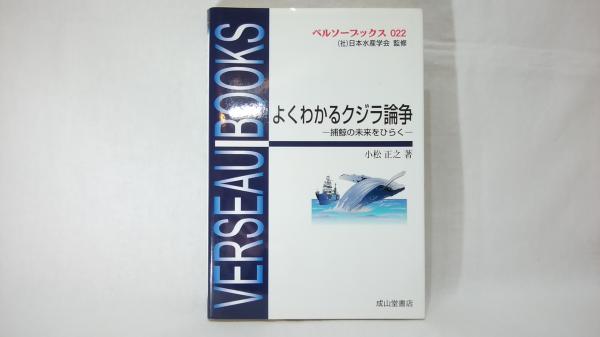 ベルソーブックス 022
(社)日本水産学会 監修
よくわかるクジラ論争
―捕鯨の未来をひらく―
小松 正之 著
成山堂書店
VERSEAU BOOKS